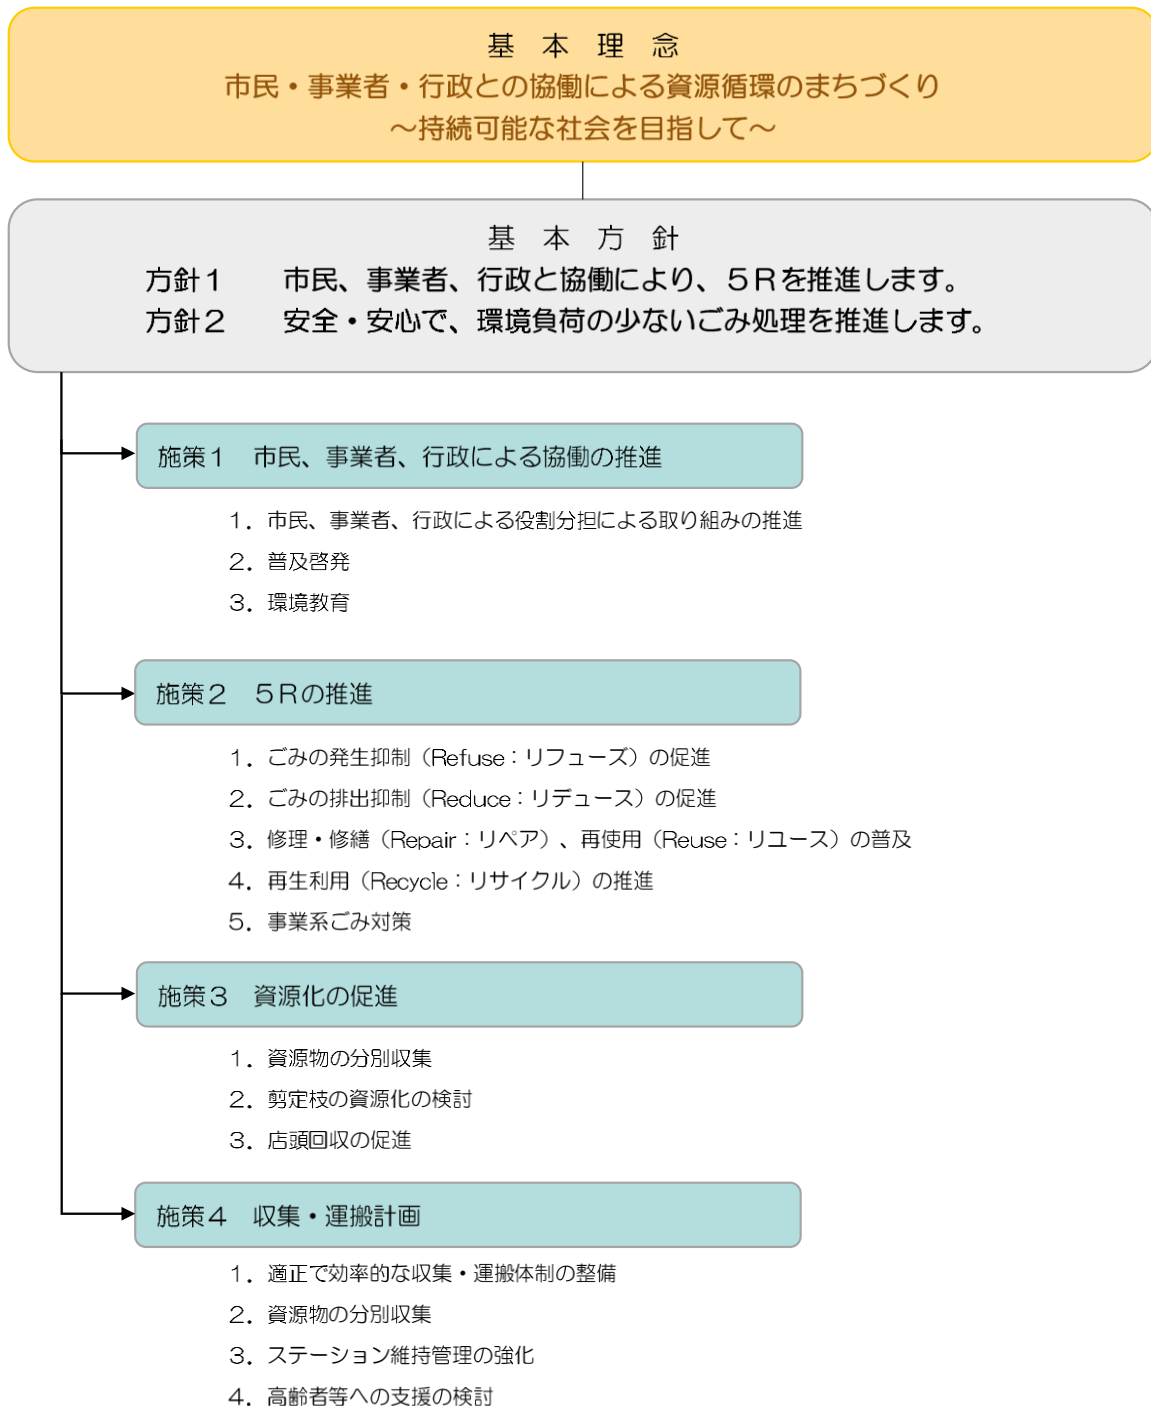 基　本　理　念
市民・事業者・行政との協働による資源循環のまちづくり
～持続可能な社会を目指して～
基　本　方　針
方針１　　市民、事業者、行政と協働により、５Ｒを推進します。
方針２　　安全・安心で、環境負荷の少ないごみ処理を推進します。
施策１　市民、事業者、行政による協働の推進
１．市民、事業者、行政による役割分担による取り組みの推進
２．普及啓発
３．環境教育
施策２　５Ｒの推進
１．ごみの発生抑制（Refuse：リフューズ）の促進
２．ごみの排出抑制（Reduce：リデュース）の促進
３．修理・修繕（Repair：リペア）、再使用（Reuse：リユース）の普及
４．再生利用（Recycle：リサイクル）の推進
５．事業系ごみ対策
施策３　資源化の促進
１．資源物の分別収集
２．剪定枝の資源化の検討
３．店頭回収の促進
施策４　収集・運搬計画
１．適正で効率的な収集・運搬体制の整備
２．資源物の分別収集
３．ステーション維持管理の強化
４．高齢者等への支援の検討